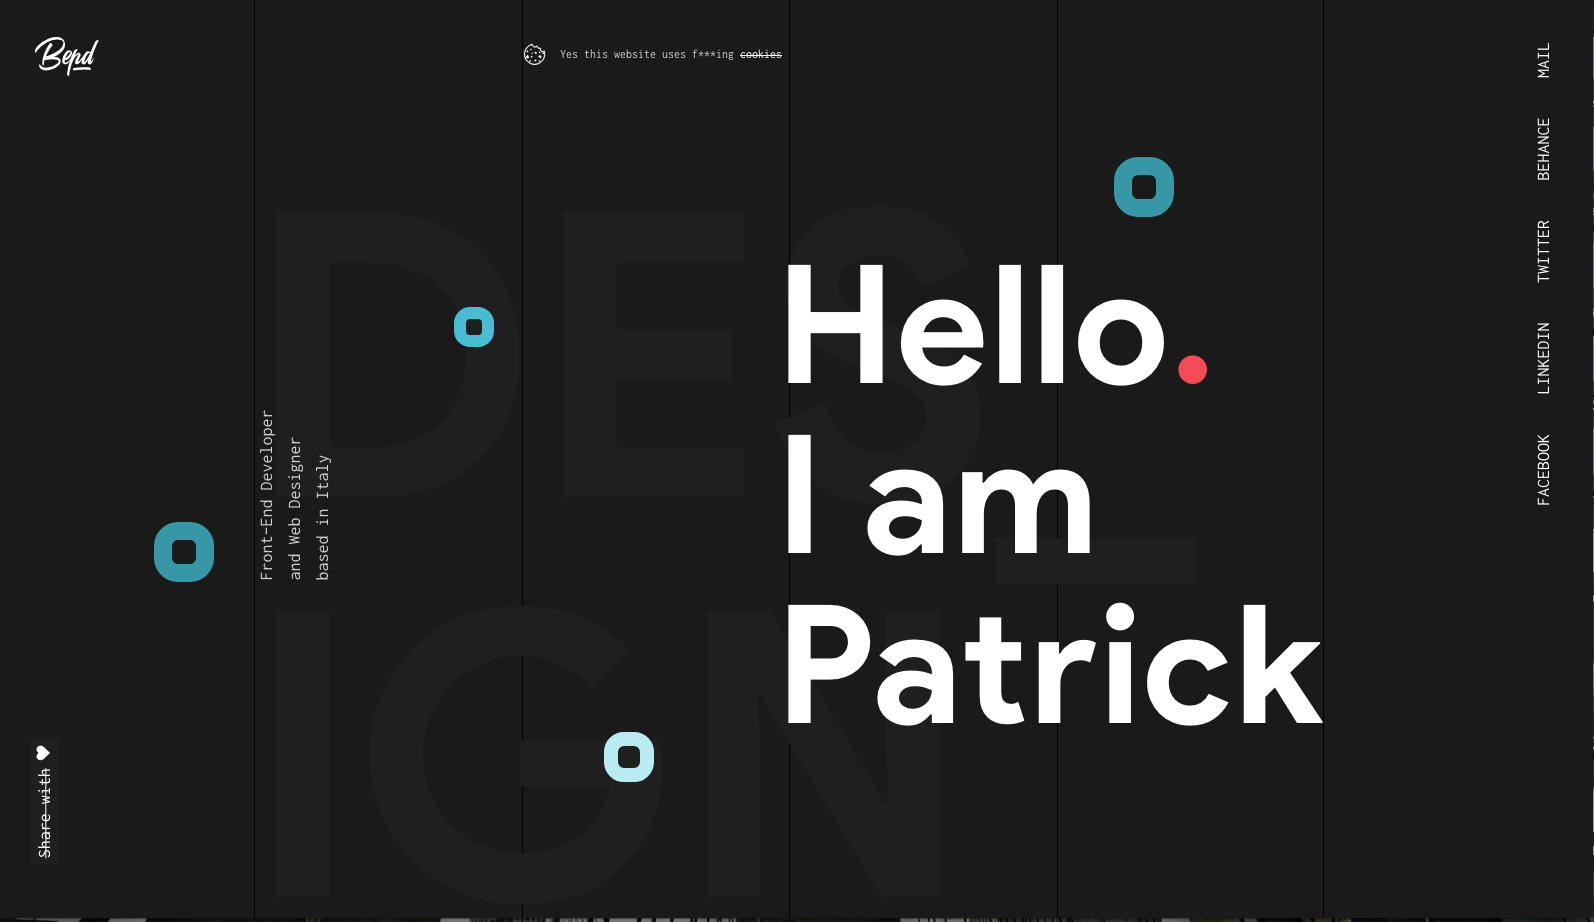 Bepd
Yes this website uses f***ing cookies
MAIL
BEHANCE
TWITTER
LINKEDIN
FACEBOOK
DES_
IGN
Hello.
I am
Patrick
Front-End Developer
and Web Designer
based in Italy
Share with